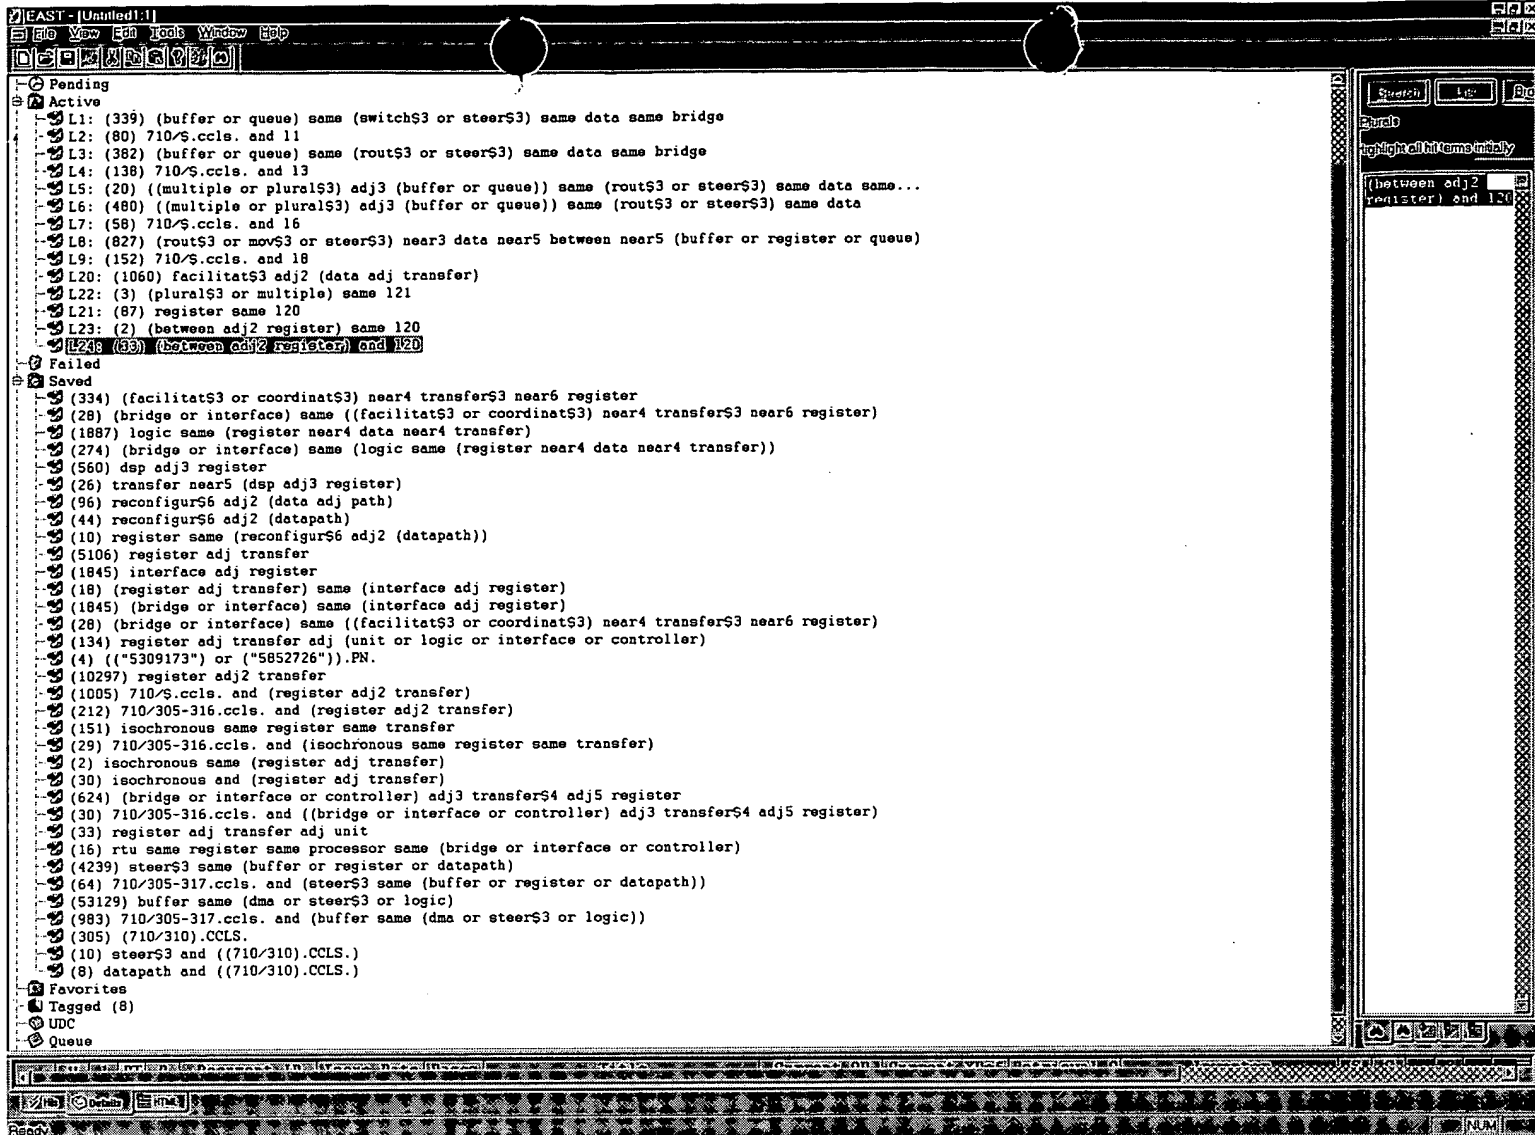 EAST - [Untitled1:1]
File View Edit Tools Window Help
Pending
Active
L1: (339) (buffer or queue) same (switch$3 or steer$3) same data same bridge
L2: (80) 710/$.ccls. and l1
L3: (382) (buffer or queue) same (rout$3 or steer$3) same data same bridge
L4: (138) 710/$.ccls. and l3
L5: (20) ((multiple or plural$3) adj3 (buffer or queue)) same (rout$3 or steer$3) same data same...
L6: (480) ((multiple or plural$3) adj3 (buffer or queue)) same (rout$3 or steer$3) same data
L7: (58) 710/$.ccls. and l6
L8: (827) (rout$3 or mov$3 or steer$3) near3 data near5 between near5 (buffer or register or queue)
L9: (152) 710/$.ccls. and l8
L20: (1060) facilitat$3 adj2 (data adj transfer)
L22: (3) (plural$3 or multiple) same l21
L21: (87) register same l20
L23: (2) (between adj2 register) same l20
L24: (33) (between adj2 register) and l20
Failed
Saved
(334) (facilitat$3 or coordinat$3) near4 transfer$3 near6 register
(28) (bridge or interface) same ((facilitat$3 or coordinat$3) near4 transfer$3 near6 register)
(1887) logic same (register near4 data near4 transfer)
(274) (bridge or interface) same (logic same (register near4 data near4 transfer))
(560) dsp adj3 register
(26) transfer near5 (dsp adj3 register)
(96) reconfigur$6 adj2 (data adj path)
(44) reconfigur$6 adj2 (datapath)
(10) register same (reconfigur$6 adj2 (datapath))
(5106) register adj transfer
(1845) interface adj register
(18) (register adj transfer) same (interface adj register)
(1845) (bridge or interface) same (interface adj register)
(28) (bridge or interface) same ((facilitat$3 or coordinat$3) near4 transfer$3 near6 register)
(134) register adj transfer adj (unit or logic or interface or controller)
(4) (("5309173") or ("5852726")).PN.
(10297) register adj2 transfer
(1005) 710/$.ccls. and (register adj2 transfer)
(212) 710/305-316.ccls. and (register adj2 transfer)
(151) isochronous same register same transfer
(29) 710/305-316.ccls. and (isochronous same register same transfer)
(2) isochronous same (register adj transfer)
(30) isochronous and (register adj transfer)
(624) (bridge or interface or controller) adj3 transfer$4 adj5 register
(30) 710/305-316.ccls. and ((bridge or interface or controller) adj3 transfer$4 adj5 register)
(33) register adj transfer adj unit
(16) rtu same register same processor same (bridge or interface or controller)
(4239) steer$3 same (buffer or register or datapath)
(64) 710/305-317.ccls. and (steer$3 same (buffer or register or datapath))
(53129) buffer same (dma or steer$3 or logic)
(983) 710/305-317.ccls. and (buffer same (dma or steer$3 or logic))
(305) (710/310).CCLS.
(10) steer$3 and ((710/310).CCLS.)
(8) datapath and ((710/310).CCLS.)
Favorites
Tagged (8)
UDC
Queue
Search List
Plurals
highlight all hit terms initially
(between adj2
register) and l20
Hits Details HTML
Ready
NUM